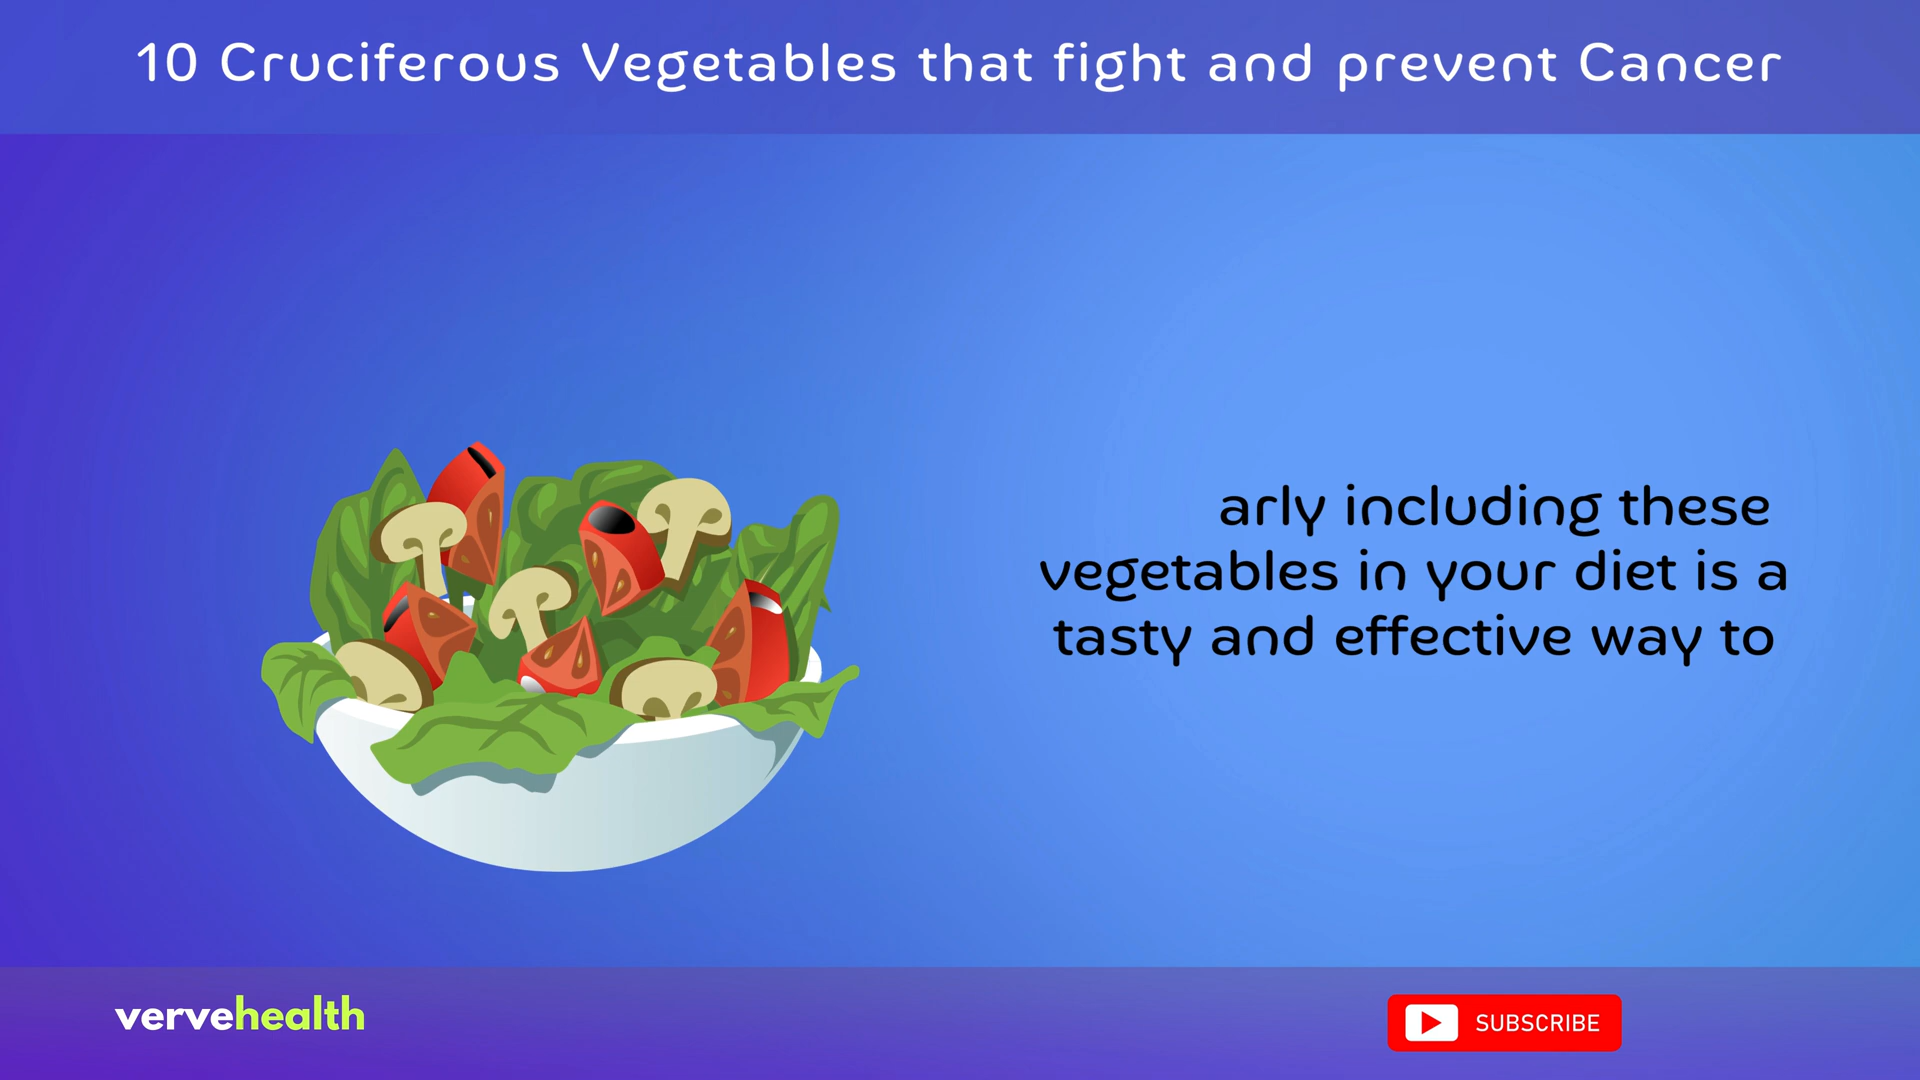 10 Cruciferous Vegetables that fight and prevent Cancer
arly including these
vegetables in your diet is a
tasty and effective way to
vervehealth
SUBSCRIBE